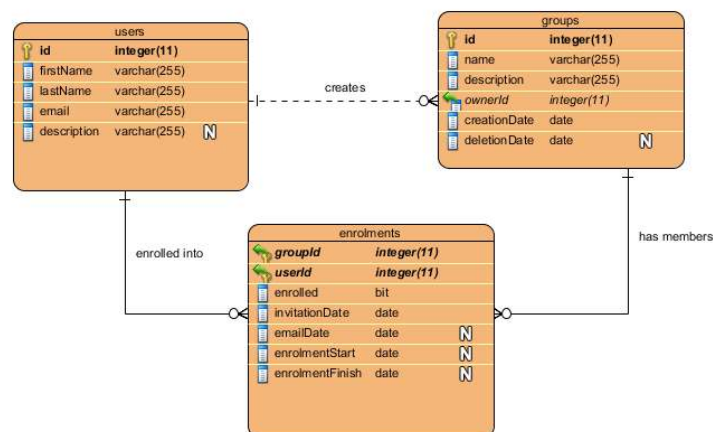 users
id integer(11)
firstName varchar(255)
lastName varchar(255)
email varchar(255)
description varchar(255) N
creates
groups
id integer(11)
name varchar(255)
description varchar(255)
ownerId integer(11)
creationDate date
deletionDate date N
enrolled into
has members
enrolments
groupId integer(11)
userId integer(11)
enrolled bit
invitationDate date
emailDate date N
enrolmentStart date N
enrolmentFinish date N